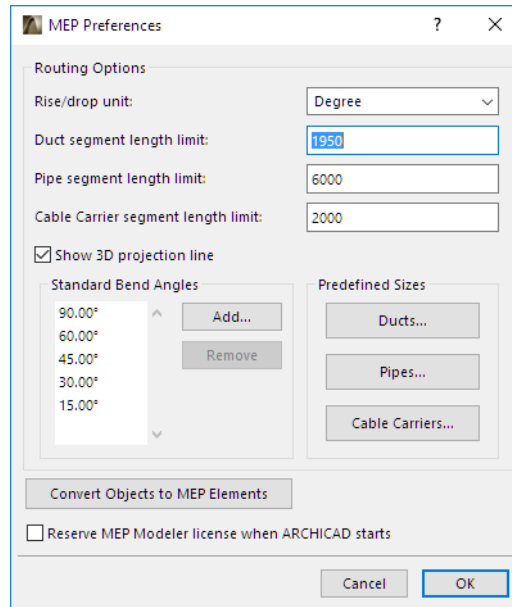 MEP Preferences
Routing Options
Rise/drop unit: Degree
Duct segment length limit: 1950
Pipe segment length limit: 6000
Cable Carrier segment length limit: 2000
Show 3D projection line
Standard Bend Angles
90.00°
60.00°
45.00°
30.00°
15.00°
Add...
Remove
Predefined Sizes
Ducts...
Pipes...
Cable Carriers...
Convert Objects to MEP Elements
Reserve MEP Modeler license when ARCHICAD starts
Cancel OK